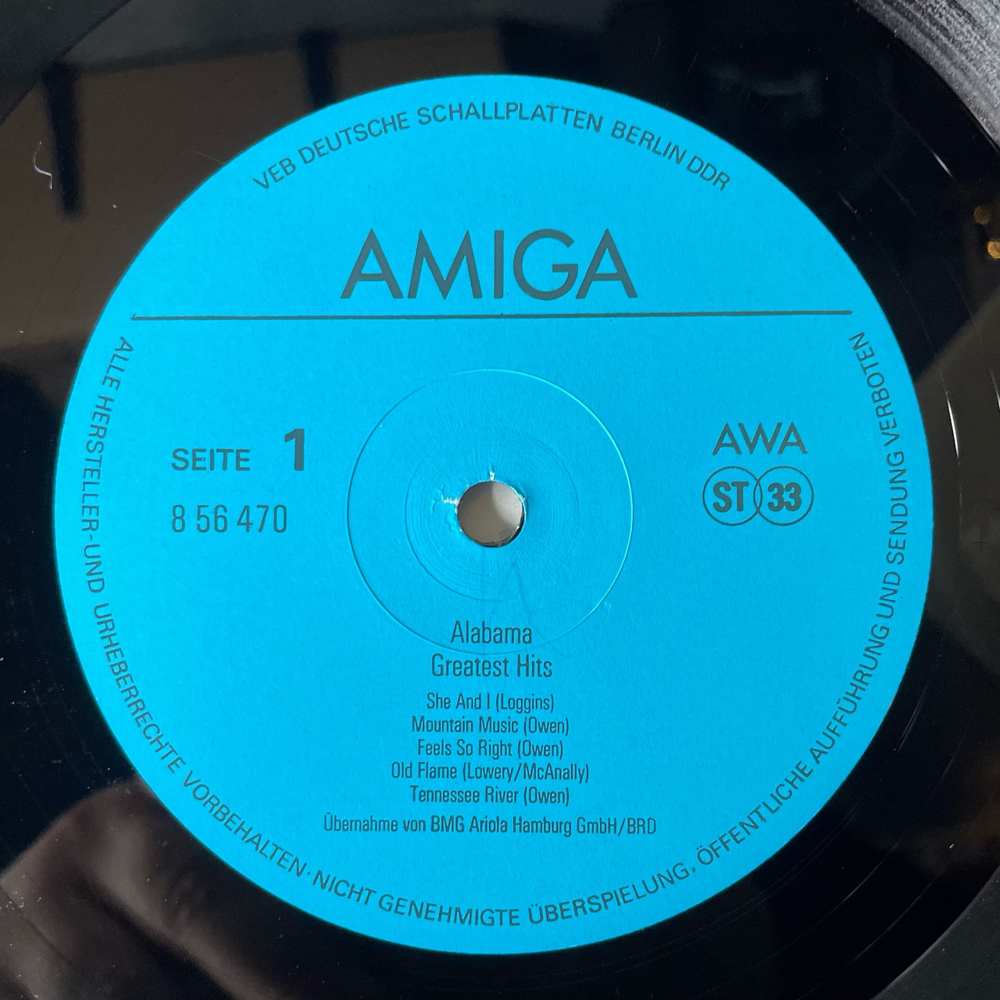 VEB DEUTSCHE SCHALLPLATTEN BERLIN DDR
AMIGA
SEITE 1
8 56 470
AWA
ST 33
Alabama
Greatest Hits
She And I (Loggins)
Mountain Music (Owen)
Feels So Right (Owen)
Old Flame (Lowery/McAnally)
Tennessee River (Owen)
Übernahme von BMG Ariola Hamburg GmbH/BRD
ALLE HERSTELLER-UND URHEBERRECHTE VORBEHALTEN·NICHT GENEHMIGTE ÜBERSPIELUNG, ÖFFENTLICHE AUFFÜHRUNG UND SENDUNG VERBOTEN